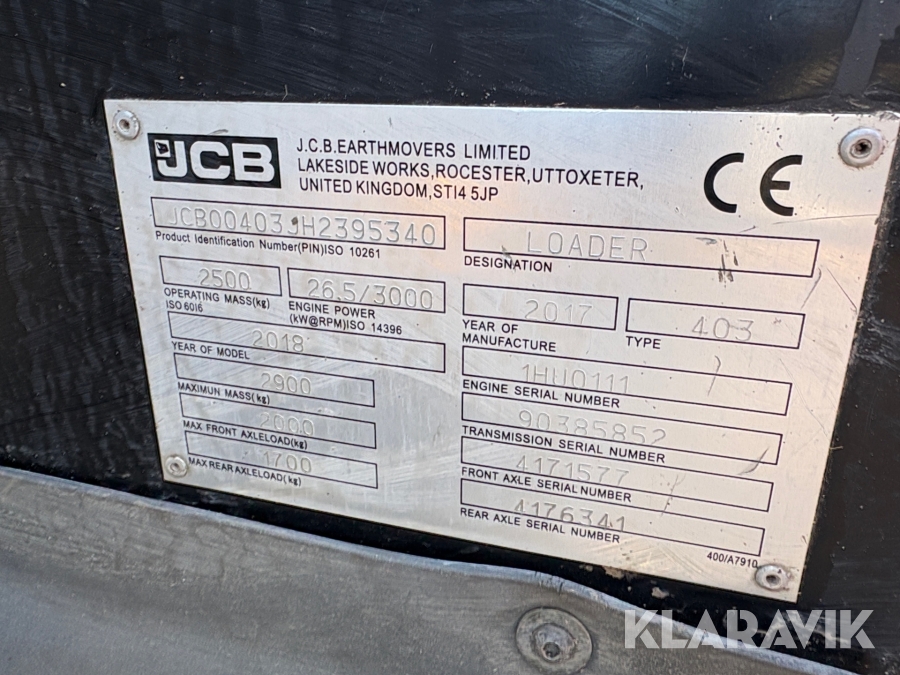 JCB
J.C.B.EARTHMOVERS LIMITED
LAKESIDE WORKS,ROCESTER,UTTOXETER,
UNITED KINGDOM,ST14 5JP
CE
JCB00403JH2395340
Product Identification Number(PIN)ISO 10261
LOADER
DESIGNATION
2500
OPERATING MASS(kg)
ISO 6016
26.5/3000
ENGINE POWER
(kW@RPM)ISO 14396
2017
YEAR OF
MANUFACTURE
403
TYPE
2018
YEAR OF MODEL
1HU0111
ENGINE SERIAL NUMBER
2900
MAXIMUN MASS(kg)
90385852
TRANSMISSION SERIAL NUMBER
2000
MAX FRONT AXLELOAD(kg)
4171577
FRONT AXLE SERIAL NUMBER
1700
MAX REAR AXLELOAD(kg)
4176341
REAR AXLE SERIAL NUMBER
400/A7910
KLARAVIK